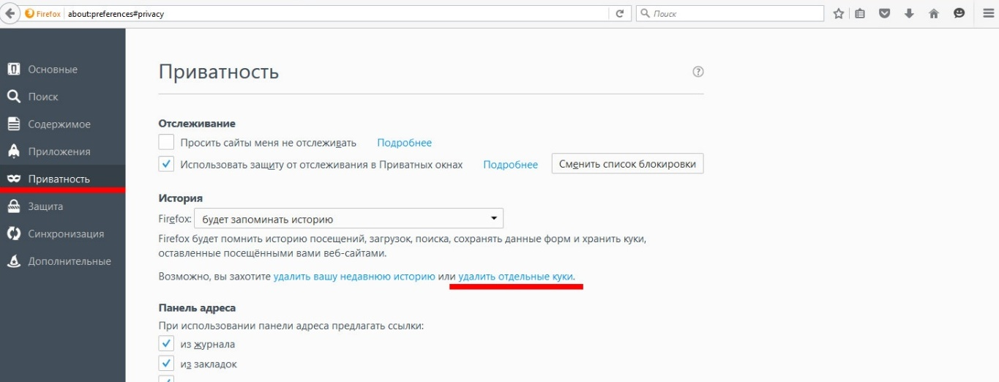 Firefox about:preferences#privacy Поиск
Основные
Поиск
Содержимое
Приложения
Приватность
Защита
Синхронизация
Дополнительные
Приватность
Отслеживание
Просить сайты меня не отслеживать Подробнее
Использовать защиту от отслеживания в Приватных окнах Подробнее Сменить список блокировки
История
Firefox: будет запоминать историю
Firefox будет помнить историю посещений, загрузок, поиска, сохранять данные форм и хранить куки,
оставленные посещёнными вами веб-сайтами.
Возможно, вы захотите удалить вашу недавнюю историю или удалить отдельные куки.
Панель адреса
При использовании панели адреса предлагать ссылки:
из журнала
из закладок